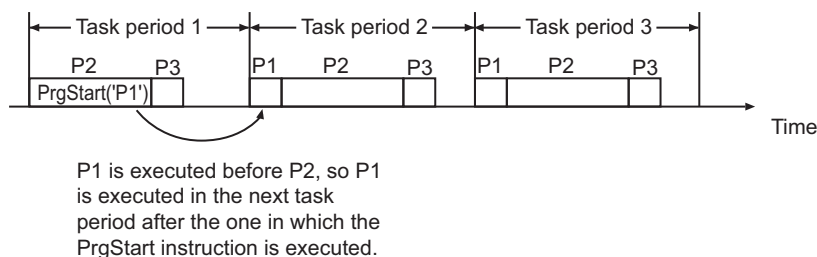 Task period 1 Task period 2 Task period 3
P2 P3 P1 P2 P3 P1 P2 P3
PrgStart('P1')
Time
P1 is executed before P2, so P1
is executed in the next task
period after the one in which the
PrgStart instruction is executed.